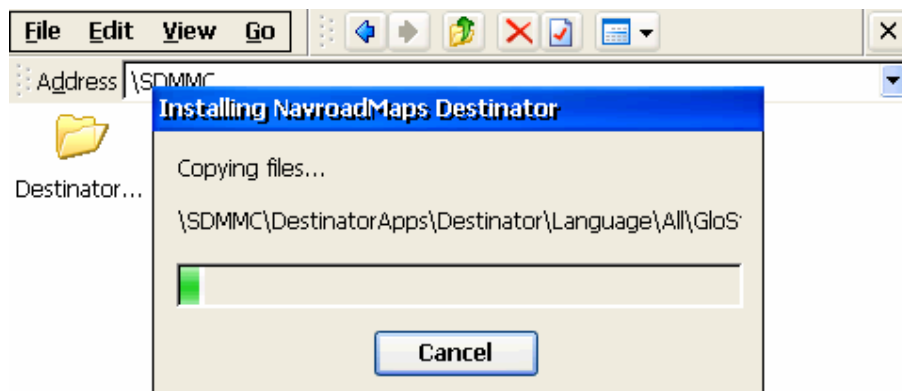 File Edit View Go
Address \SDMMC
Installing NavroadMaps Destinator
Destinator...
Copying files...
\SDMMC\DestinatorApps\Destinator\Language\All\GloS
Cancel